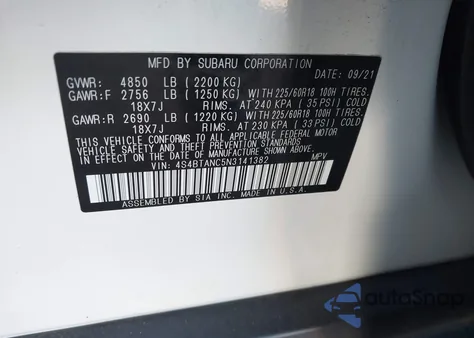 MFD BY SUBARU CORPORATION
DATE: 09/21
GVWR: 4850 LB (2200 KG)
GAWR:F 2756 LB (1250 KG) WITH 225/60R18 100H TIRES.
18X7J RIMS. AT 240 KPA (35 PSI) COLD
GAWR:R 2690 LB (1220 KG) WITH 225/60R18 100H TIRES.
18X7J RIMS. AT 230 KPA (33 PSI) COLD
THIS VEHICLE CONFORMS TO ALL APPLICABLE
FEDERAL MOTOR VEHICLE SAFETY, BUMPER, AND
THEFT PREVENTION STANDARDS IN EFFECT ON THE DATE
OF MANUFACTURE SHOWN ABOVE.
VIN: 4S4BTANC5N3141382 MPV
ASSEMBLED BY SIA INC. MADE IN U.S.A.
AutoSnap